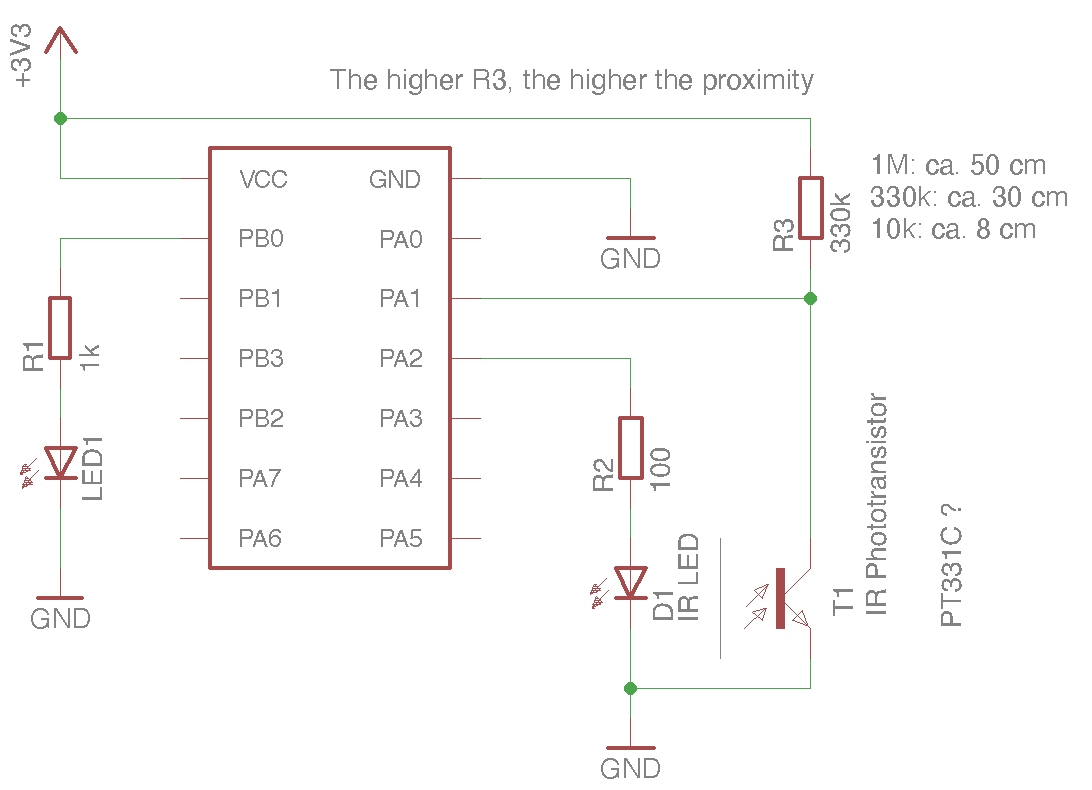 +3V3
The higher R3, the higher the proximity
1M: ca. 50 cm
330k: ca. 30 cm
10k: ca. 8 cm
R3
330k
VCC
GND
PB0
PA0
PB1
PA1
PB3
PA2
PB2
PA3
PA7
PA4
PA6
PA5
GND
R1
1k
LED1
GND
R2
100
D1
IR LED
T1
IR Phototransistor
PT331C ?
GND